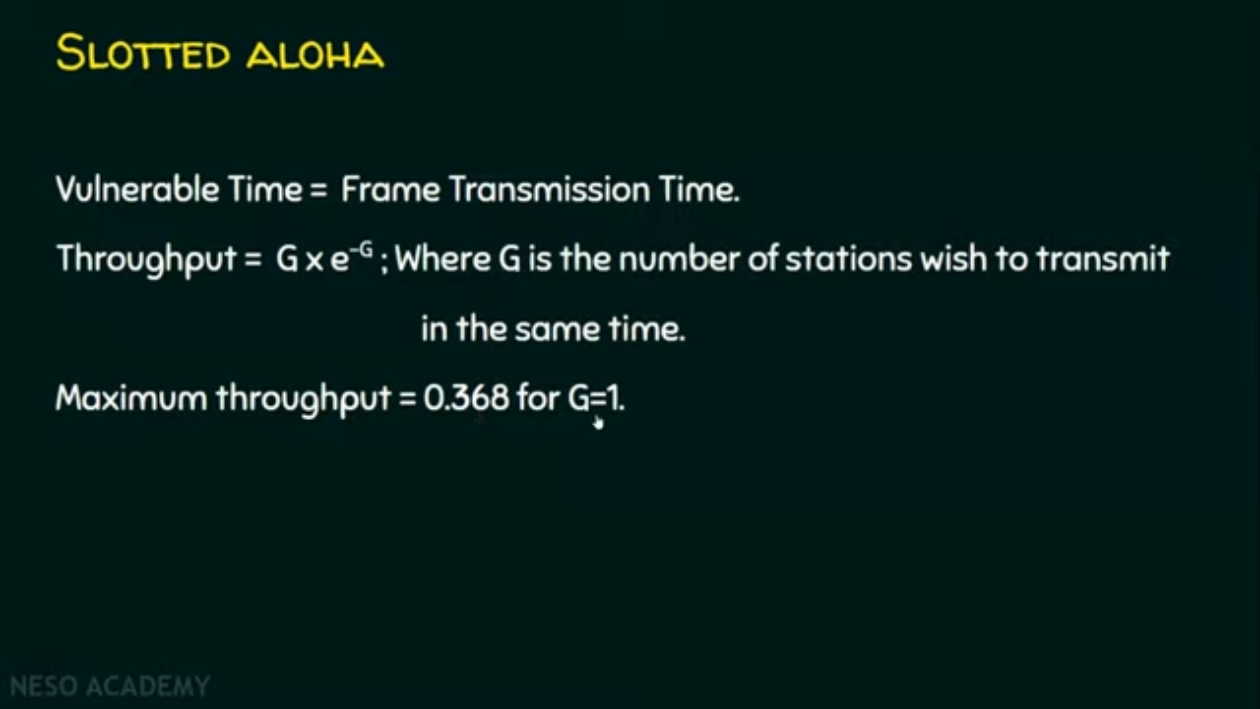 SLOTTED ALOHA
Vulnerable Time = Frame Transmission Time.
Throughput = G x e⁻ᴳ ; Where G is the number of stations wish to transmit
in the same time.
Maximum throughput = 0.368 for G=1.
NESO ACADEMY